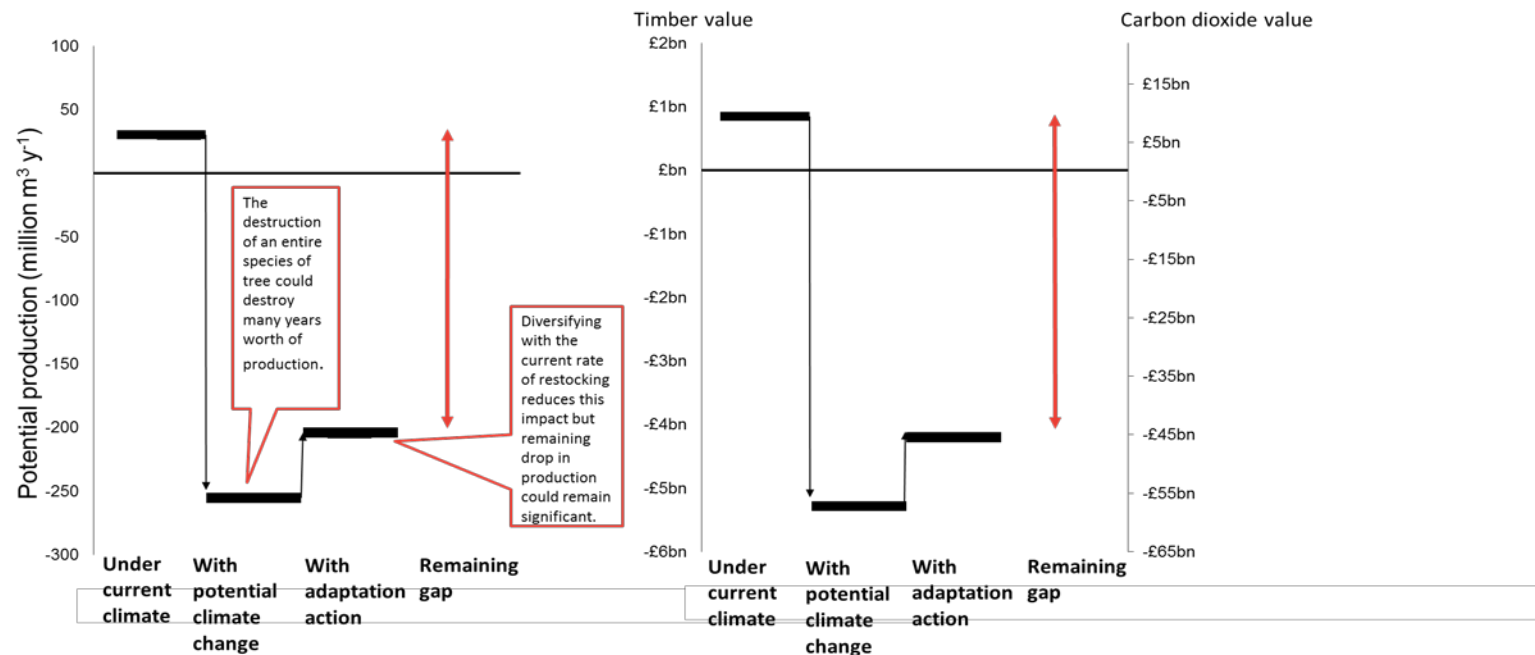 Timber value
Carbon dioxide value
Potential production (million m³ y⁻¹)
100
50
-50
-100
-150
-200
-250
-300
The
destruction
of an entire
species of
tree could
destroy
many years
worth of
production.
Diversifying
with the
current rate
of restocking
reduces this
impact but
remaining
drop in
production
could remain
significant.
Under
current
climate
With
potential
climate
change
With
adaptation
action
Remaining
gap
£2bn
£1bn
£bn
-£1bn
-£2bn
-£3bn
-£4bn
-£5bn
-£6bn
£15bn
£5bn
-£5bn
-£15bn
-£25bn
-£35bn
-£45bn
-£55bn
-£65bn
Under
current
climate
With
potential
climate
change
With
adaptation
action
Remaining
gap